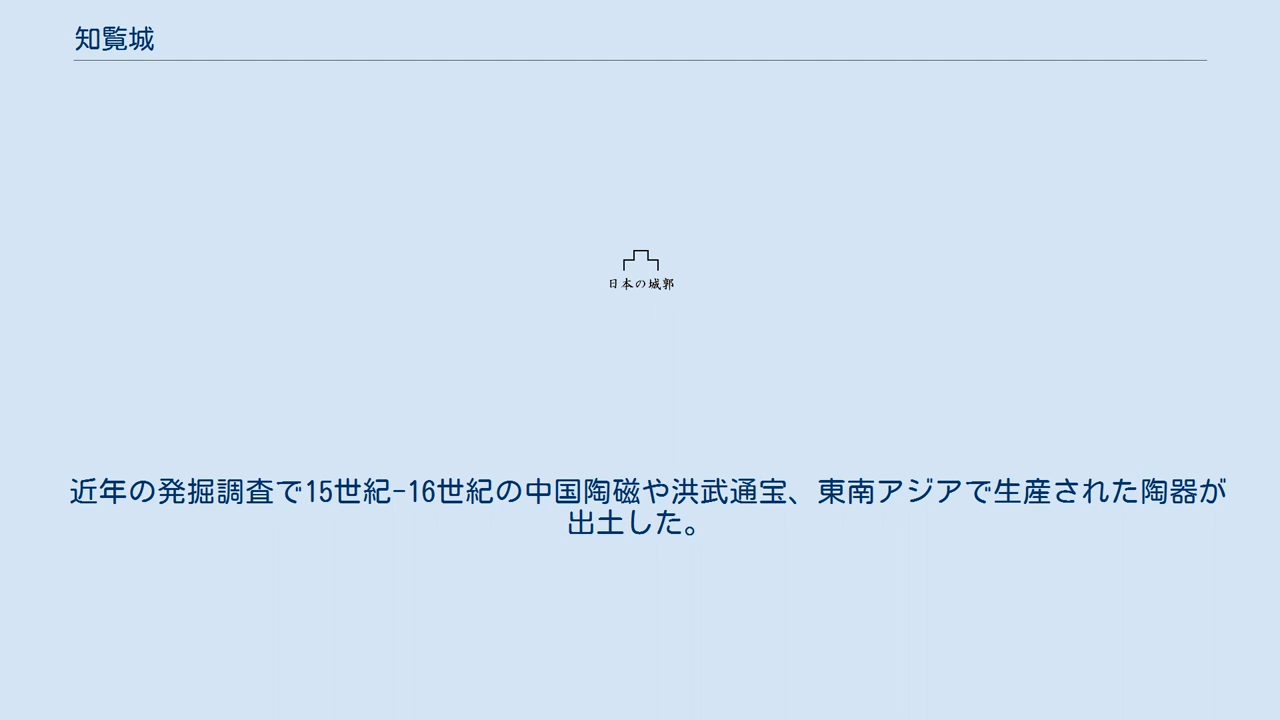 知覧城
日本の城郭
近年の発掘調査で15世紀-16世紀の中国陶磁や洪武通宝、東南アジアで生産された陶器が
出土した。